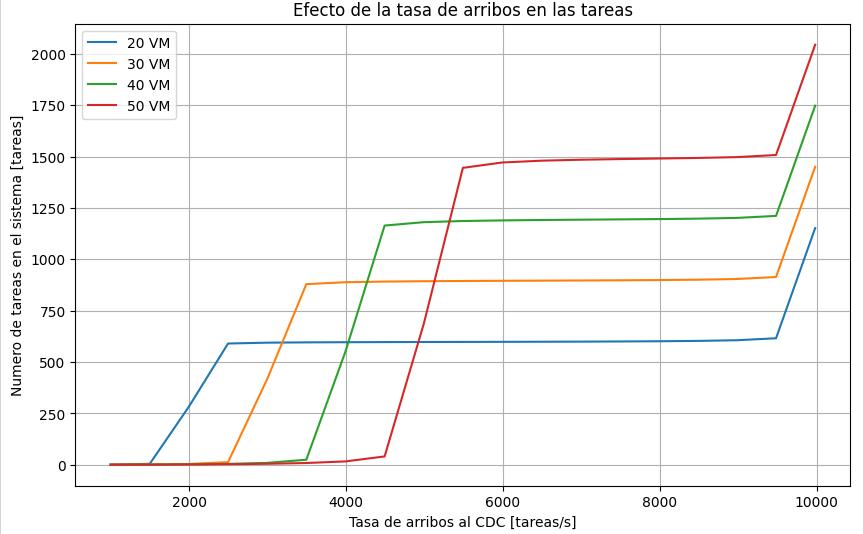 Efecto de la tasa de arribos en las tareas
20 VM
30 VM
40 VM
50 VM
Numero de tareas en el sistema [tareas]
2000
1750
1500
1250
1000
750
500
250
0
2000 4000 6000 8000 10000
Tasa de arribos al CDC [tareas/s]